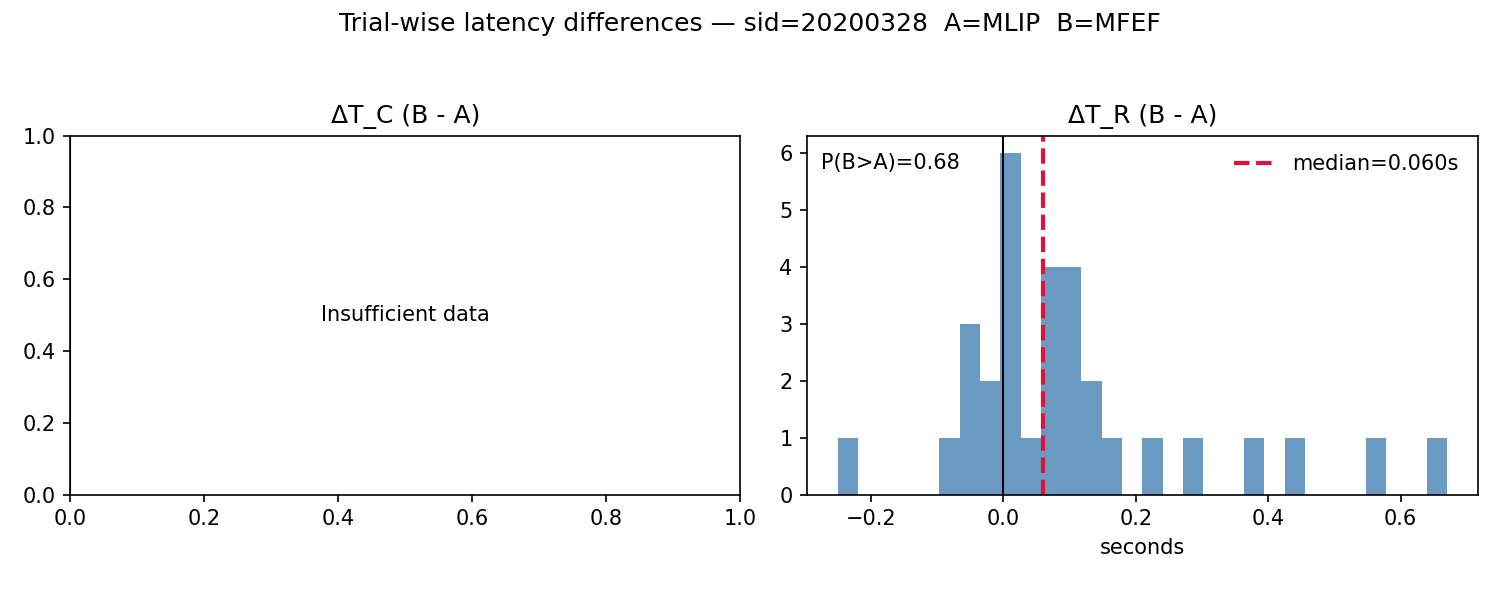 Trial-wise latency differences — sid=20200328  A=MLIP  B=MFEF
ΔT_C (B - A)
1.0
0.8
0.6
0.4
0.2
0.0
Insufficient data
0.0 0.2 0.4 0.6 0.8 1.0
ΔT_R (B - A)
6
5
4
3
2
1
0
P(B>A)=0.68
median=0.060s
−0.2 0.0 0.2 0.4 0.6
seconds